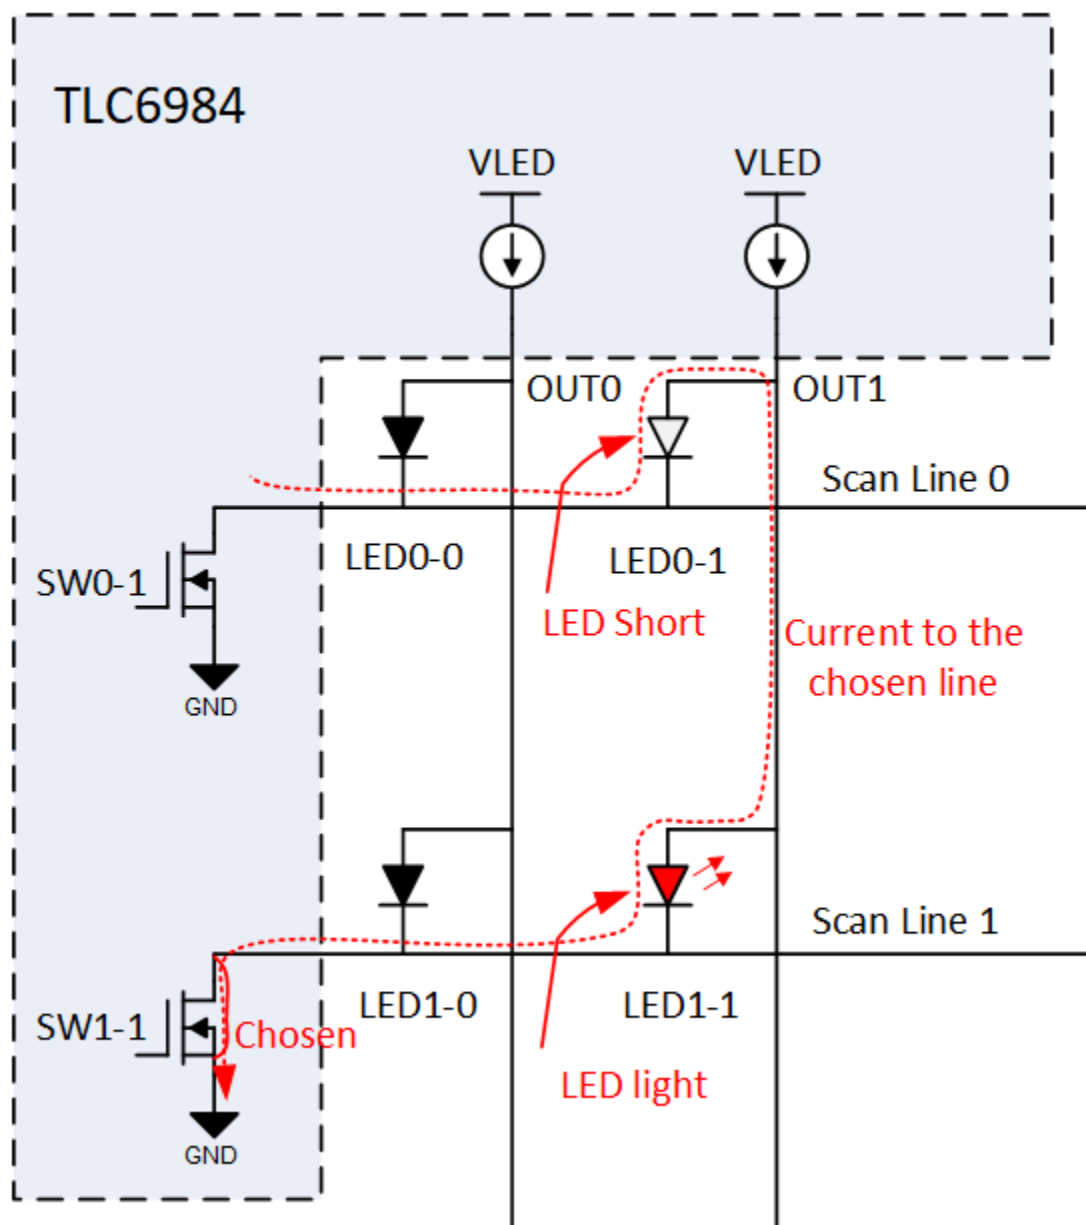 TLC6984
VLED
VLED
OUT0
OUT1
Scan Line 0
LED0-0
LED0-1
SW0-1
LED Short
Current to the
chosen line
GND
Scan Line 1
LED1-0
LED1-1
SW1-1
Chosen
LED light
GND